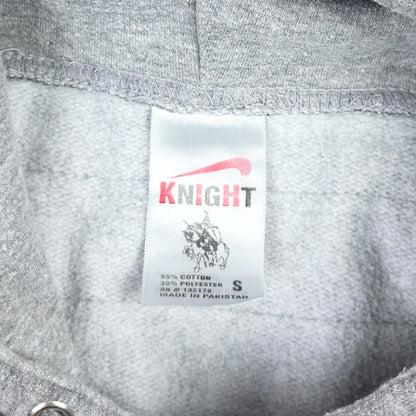 KNIGHT
65% COTTON
35% POLYESTER
RN # 132176
S
MADE IN PAKISTAN